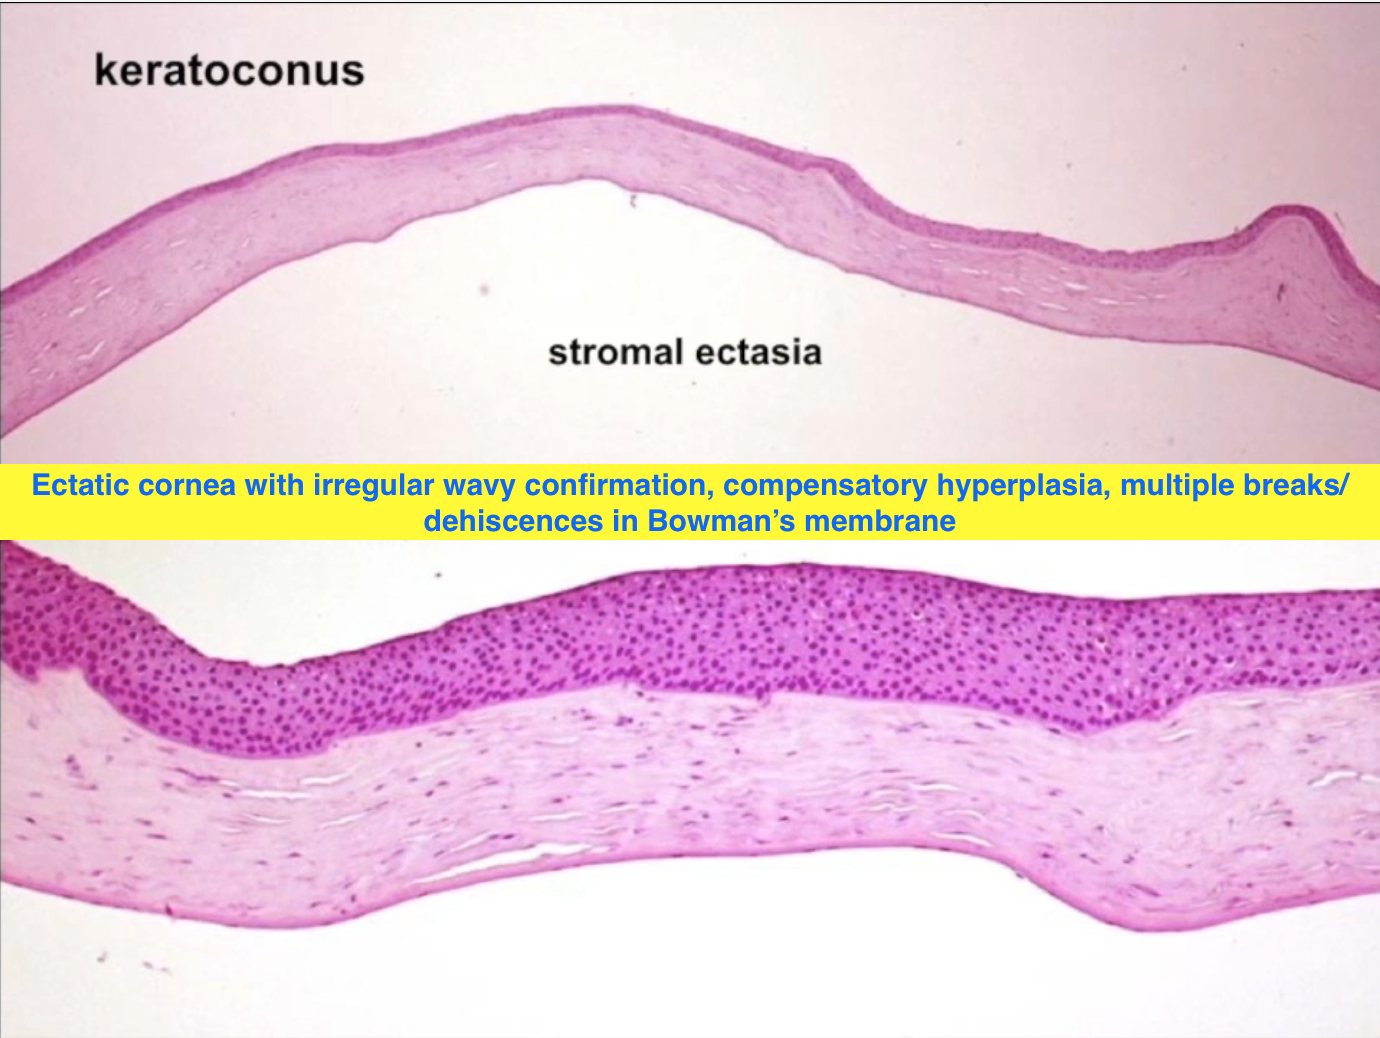 keratoconus
stromal ectasia
Ectatic cornea with irregular wavy confirmation, compensatory hyperplasia, multiple breaks/
dehiscences in Bowman's membrane